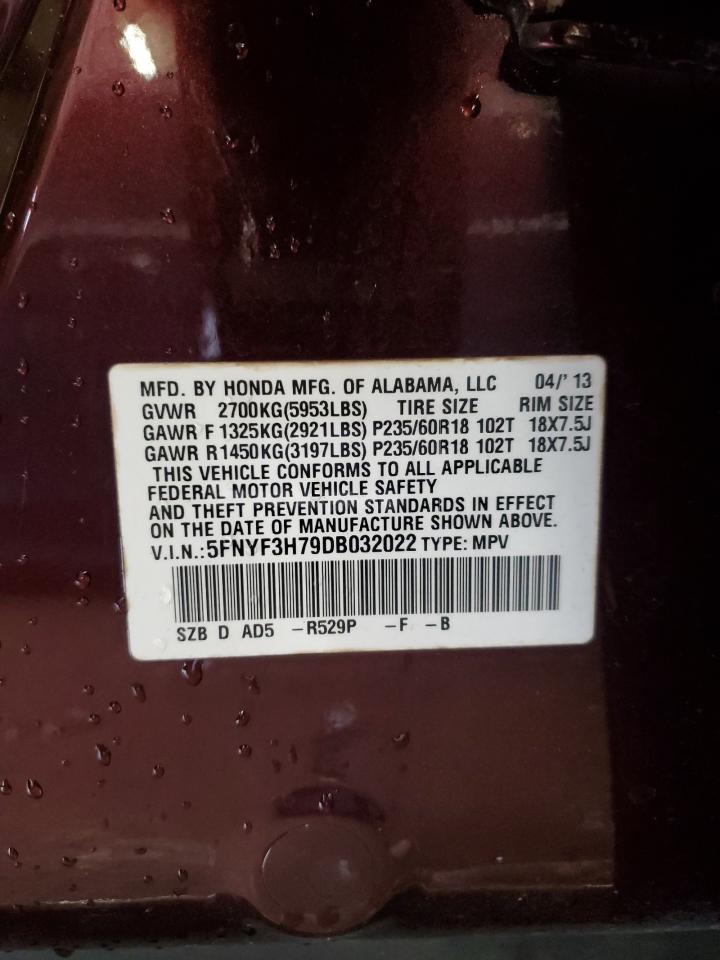 MFD. BY HONDA MFG. OF ALABAMA, LLC 04/' 13
GVWR 2700KG(5953LBS) TIRE SIZE RIM SIZE
GAWR F 1325KG(2921LBS) P235/60R18 102T 18X7.5J
GAWR R 1450KG(3197LBS) P235/60R18 102T 18X7.5J
THIS VEHICLE CONFORMS TO ALL APPLICABLE
FEDERAL MOTOR VEHICLE SAFETY
AND THEFT PREVENTION STANDARDS IN EFFECT
ON THE DATE OF MANUFACTURE SHOWN ABOVE.
V.I.N.: 5FNYF3H79DB032022 TYPE: MPV
SZB D AD5 -R529P -F -B